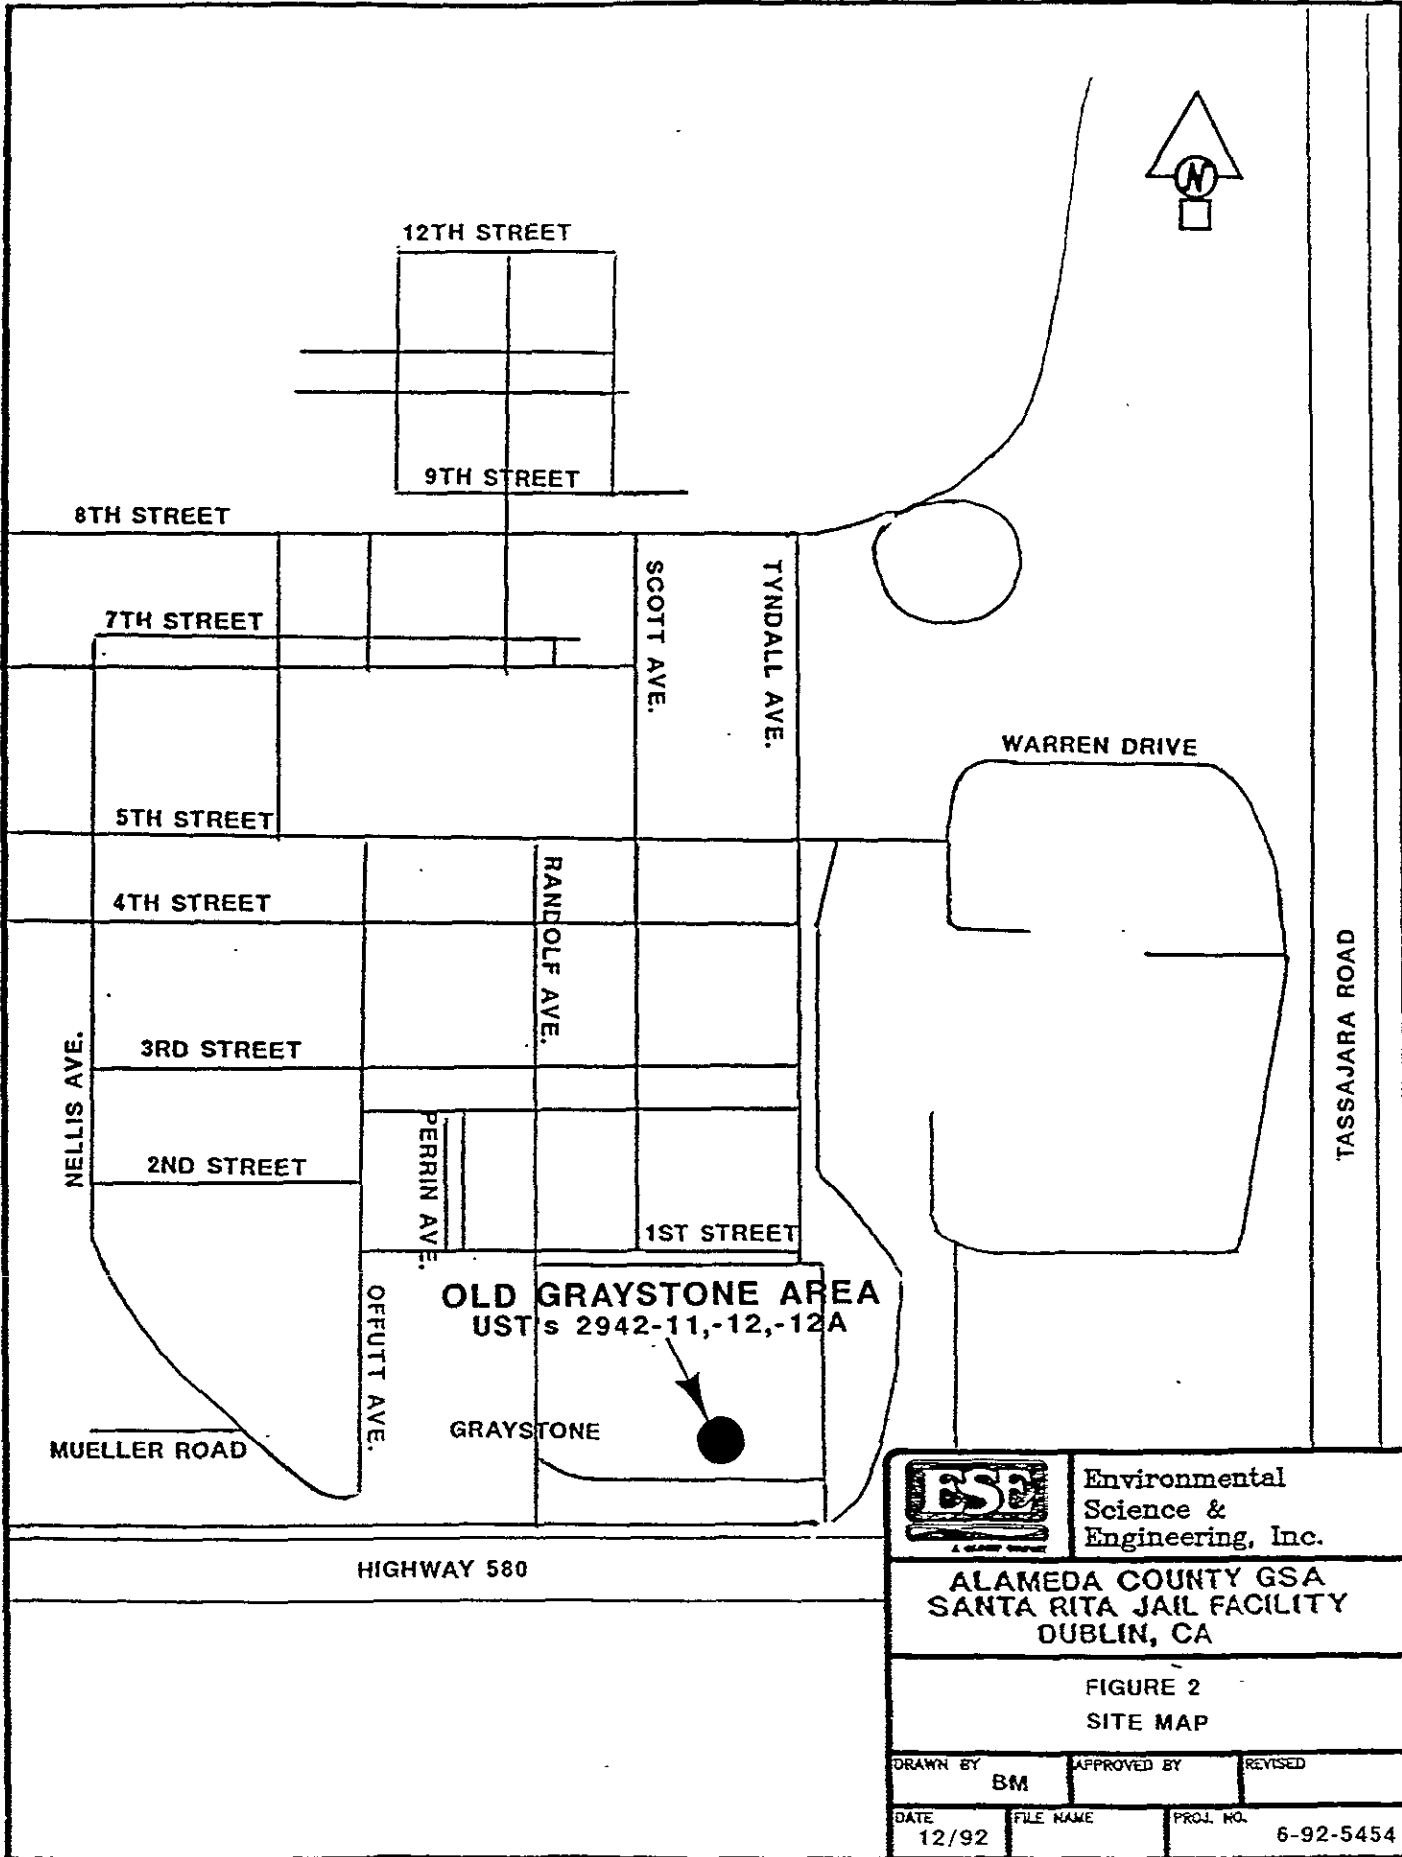 N
12TH STREET
9TH STREET
8TH STREET
SCOTT AVE.
TYNDALL AVE.
7TH STREET
WARREN DRIVE
5TH STREET
RANDOLF AVE.
4TH STREET
TASSAJARA ROAD
NELLIS AVE.
3RD STREET
PERRIN AVE.
2ND STREET
1ST STREET
OLD GRAYSTONE AREA
UST's 2942-11,-12,-12A
OFFUTT AVE.
GRAYSTONE
MUELLER ROAD
HIGHWAY 580
ESE
Environmental
Science &
Engineering, Inc.
ALAMEDA COUNTY GSA
SANTA RITA JAIL FACILITY
DUBLIN, CA
FIGURE 2
SITE MAP
DRAWN BY
BM
APPROVED BY
REVISED
DATE
12/92
FILE NAME
PROJ. NO.
6-92-5454